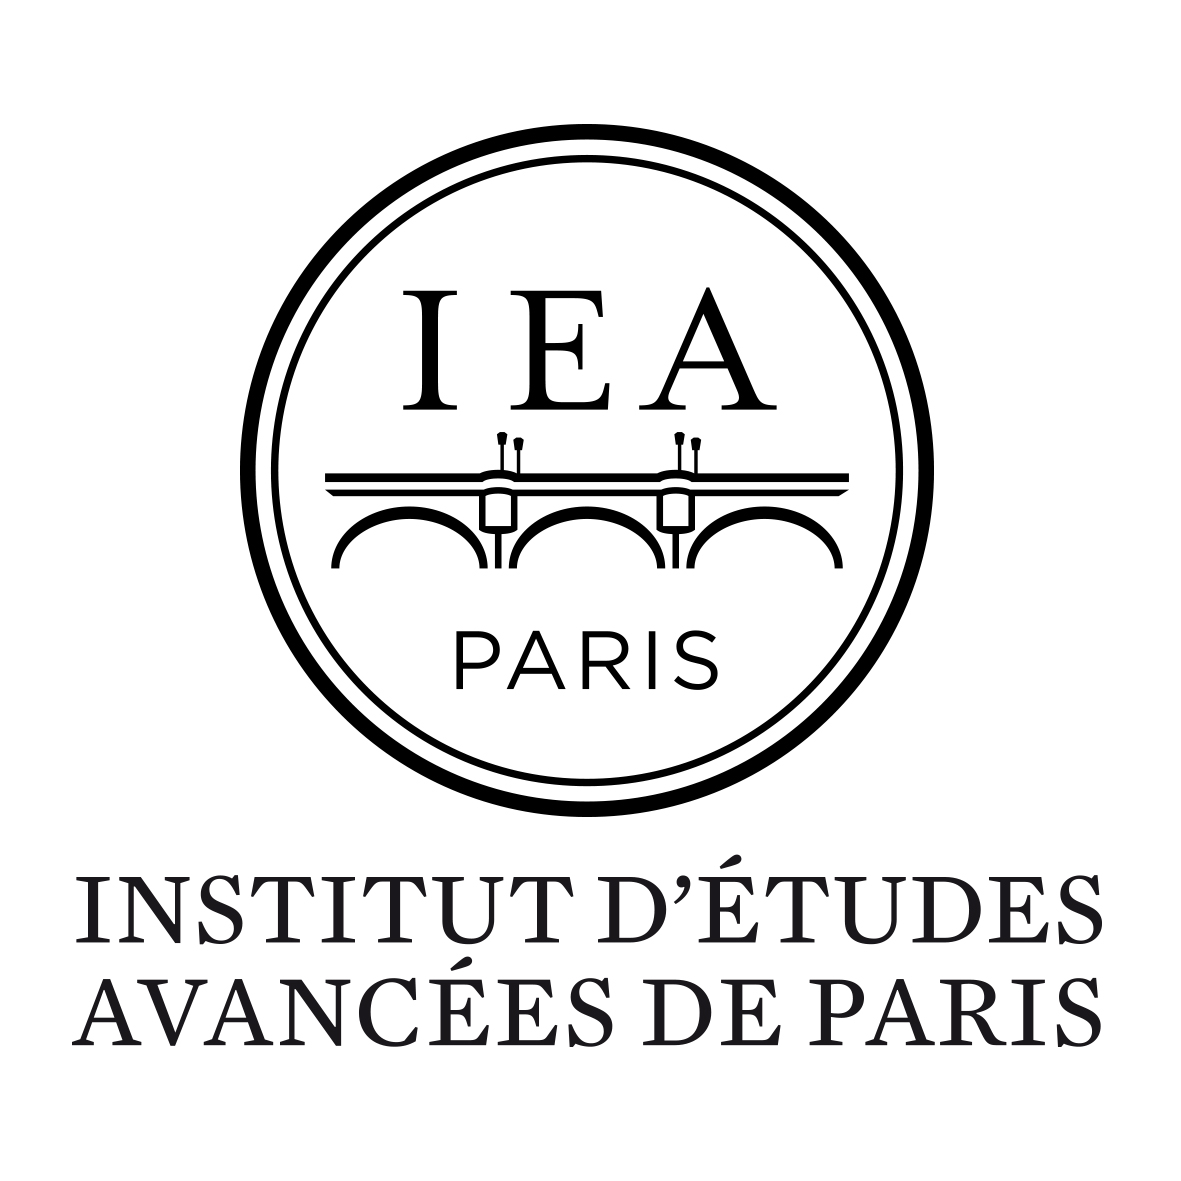 IEA
PARIS
INSTITUT D’ÉTUDES
AVANCÉES DE PARIS